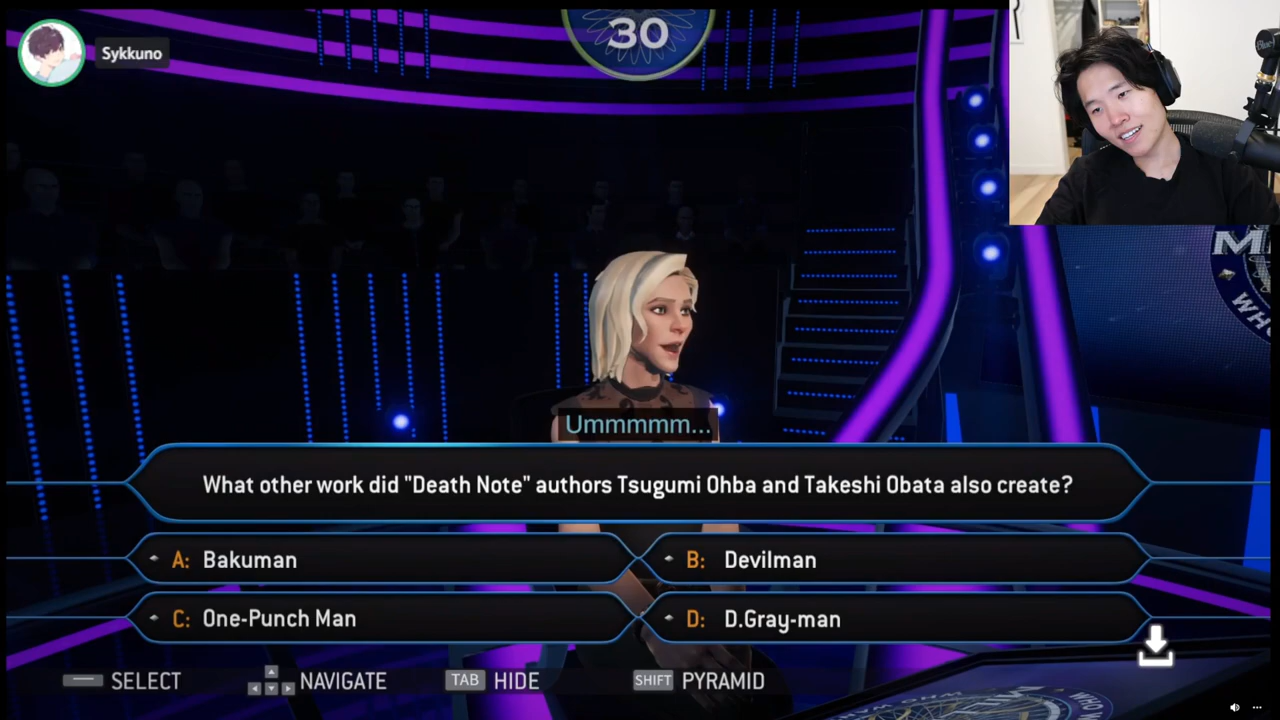 30
Sykkuno
Ummmmm...
What other work did "Death Note" authors Tsugumi Ohba and Takeshi Obata also create?
A: Bakuman
B: Devilman
C: One-Punch Man
D: D.Gray-man
SELECT
NAVIGATE
TAB HIDE
SHIFT PYRAMID